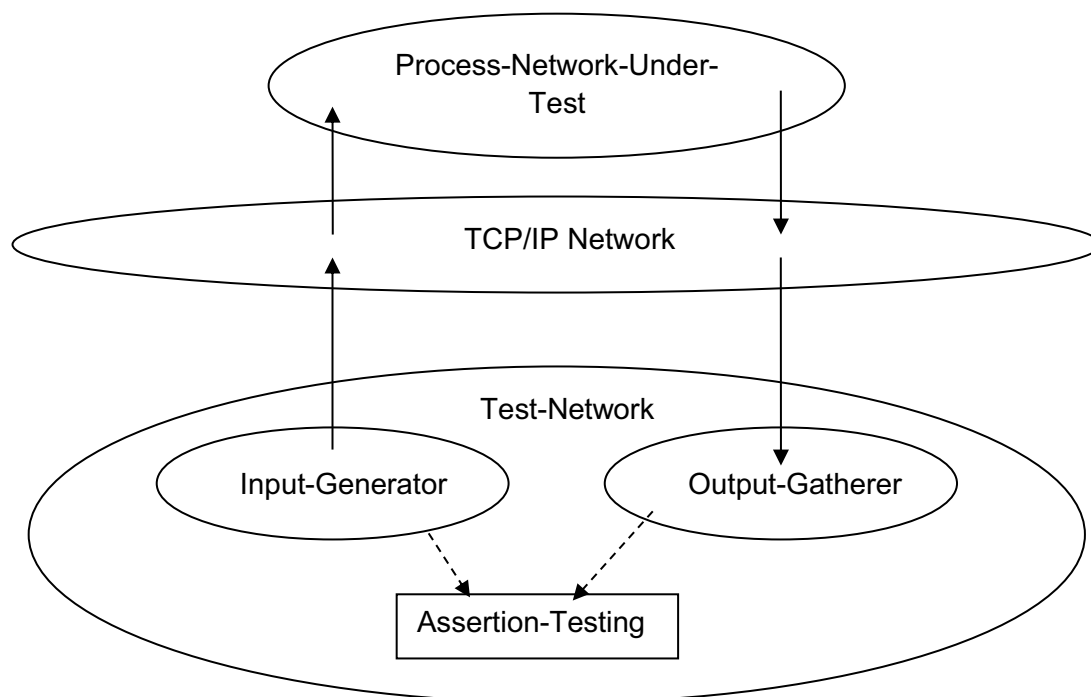 Process-Network-Under-
Test
TCP/IP Network
Test-Network
Input-Generator
Output-Gatherer
Assertion-Testing